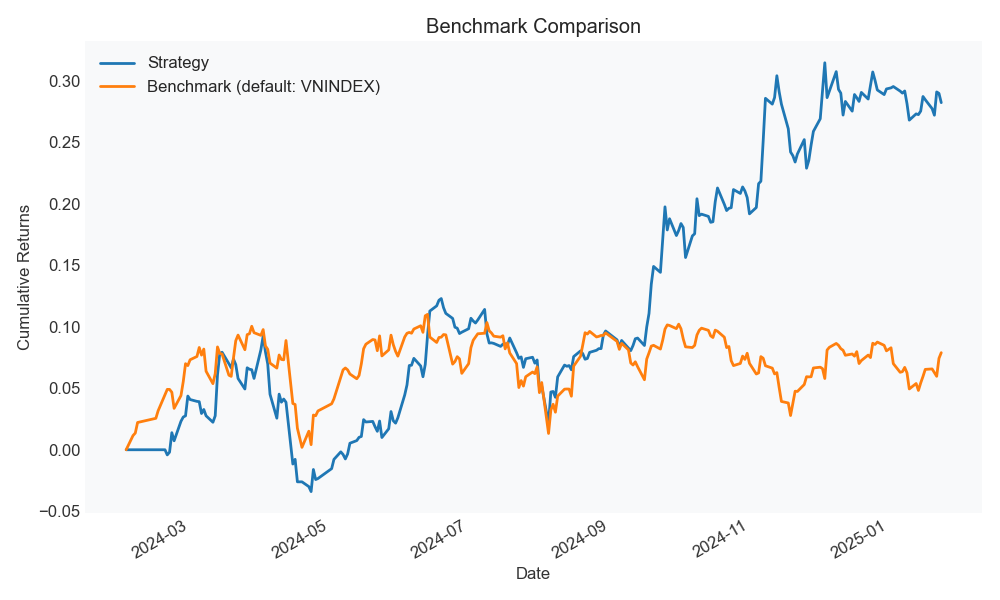 Benchmark Comparison
Strategy
Benchmark (default: VNINDEX)
Cumulative Returns
0.30
0.25
0.20
0.15
0.10
0.05
0.00
−0.05
2024-03
2024-05
2024-07
2024-09
2024-11
2025-01
Date